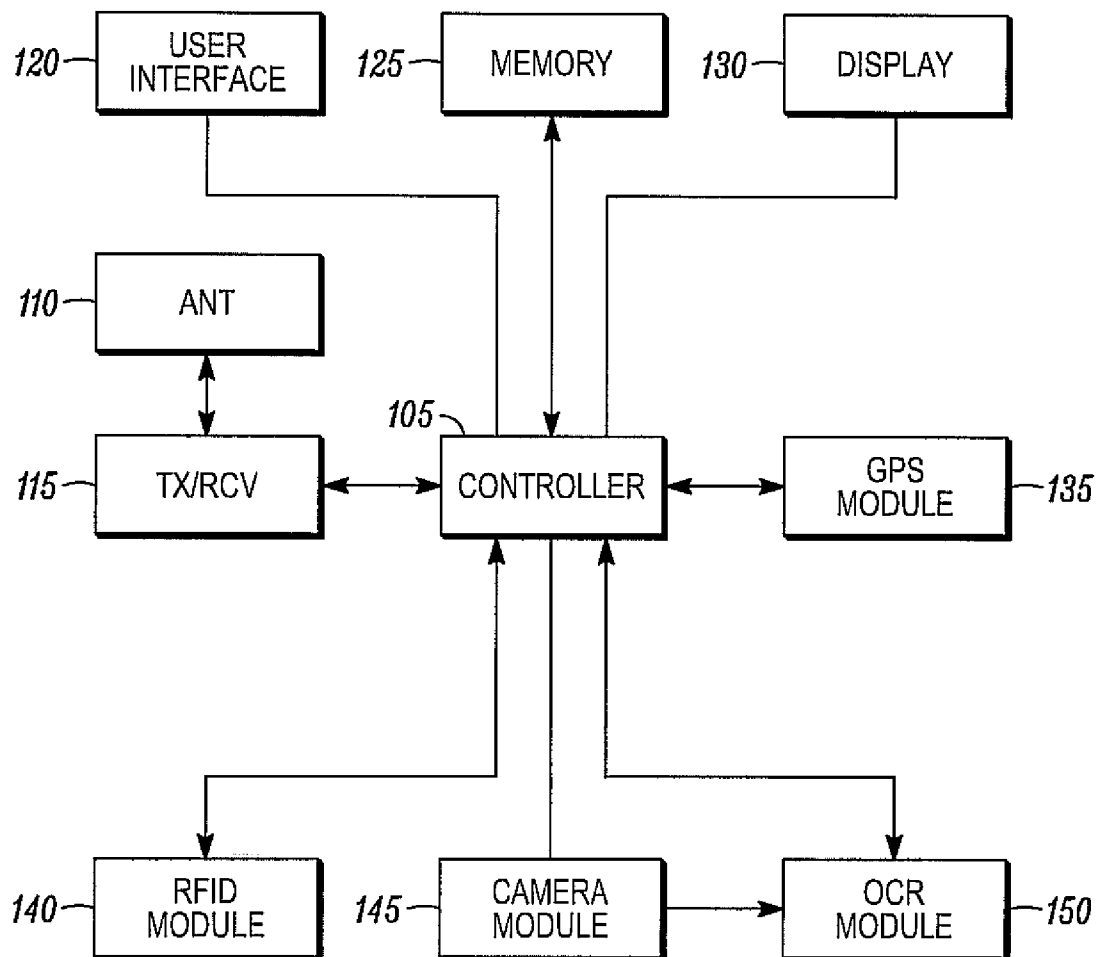 120
USER
INTERFACE
125
MEMORY
130
DISPLAY
110
ANT
105
115
TX/RCV
CONTROLLER
GPS
MODULE
135
140
RFID
MODULE
145
CAMERA
MODULE
OCR
MODULE
150